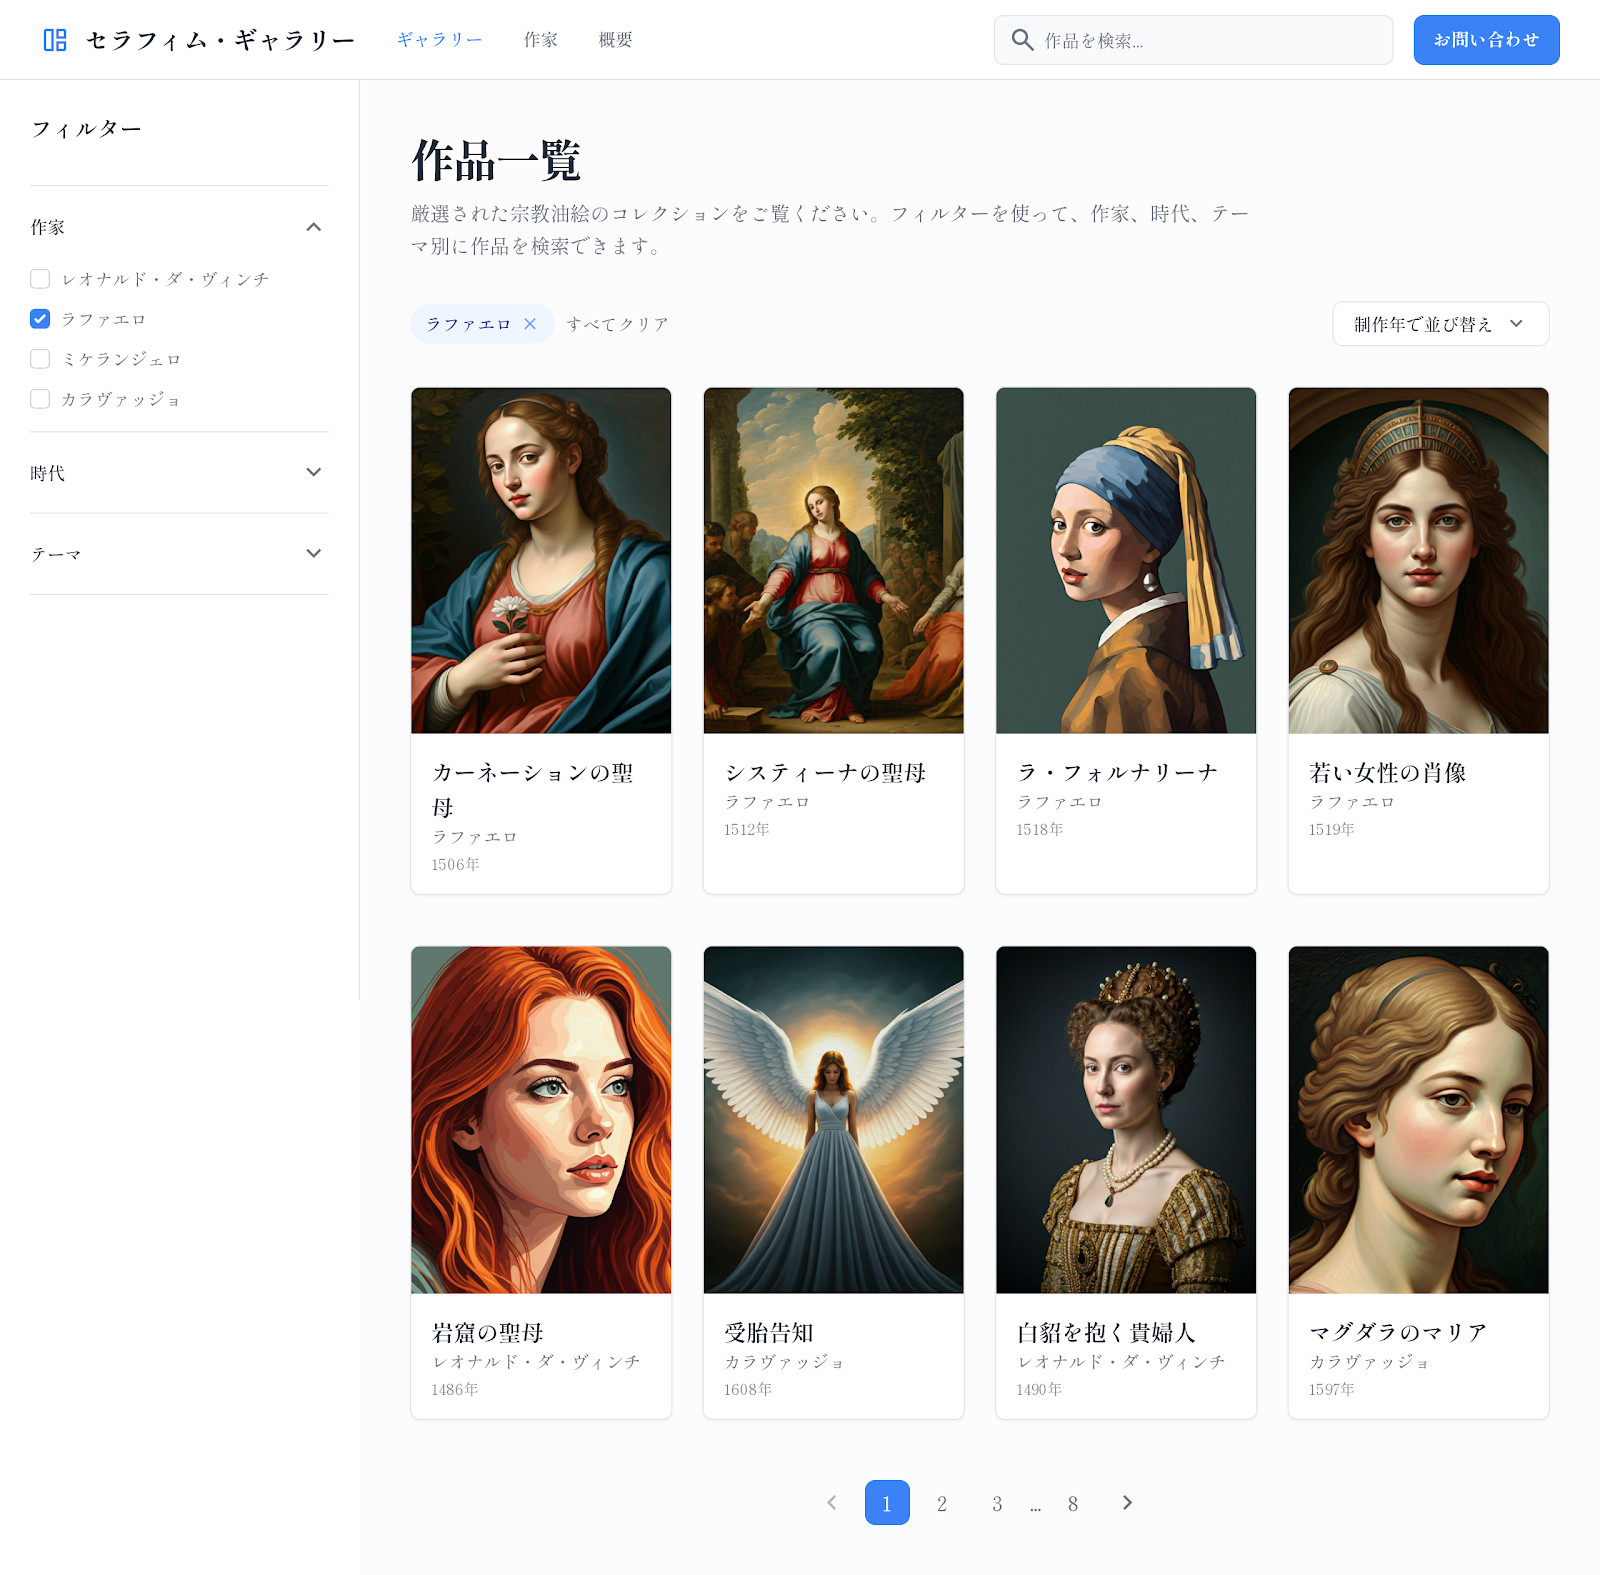 セラフィム・ギャラリー
ギャラリー
作家
概要
作品を検索...
お問い合わせ
フィルター
作家
レオナルド・ダ・ヴィンチ
ラファエロ
ミケランジェロ
カラヴァッジョ
時代
テーマ
作品一覧
厳選された宗教油絵のコレクションをご覧ください。フィルターを使って、作家、時代、テー
マ別に作品を検索できます。
ラファエロ
すべてクリア
制作年で並び替え
カーネーションの聖
母
ラファエロ
1506年
システィーナの聖母
ラファエロ
1512年
ラ・フォルナリーナ
ラファエロ
1518年
若い女性の肖像
ラファエロ
1519年
岩窟の聖母
レオナルド・ダ・ヴィンチ
1486年
受胎告知
カラヴァッジョ
1608年
白貂を抱く貴婦人
レオナルド・ダ・ヴィンチ
1490年
マグダラのマリア
カラヴァッジョ
1597年
1 2 3 ... 8